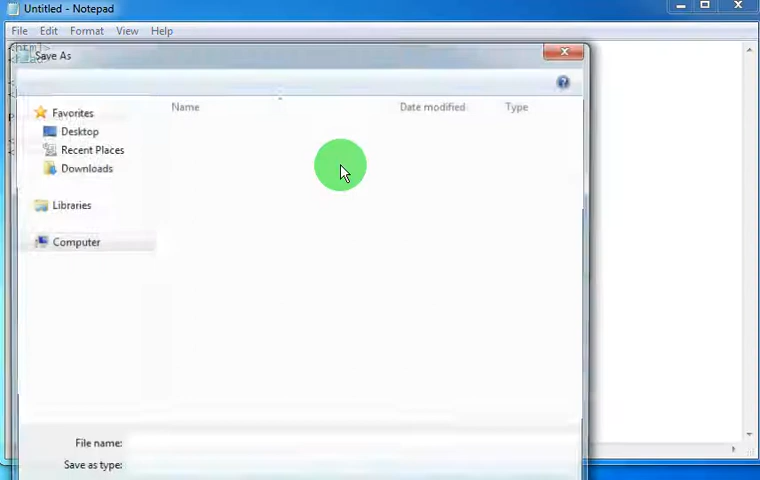 Untitled - Notepad
File Edit Format View Help
<html>
Save As
Name Date modified Type
Favorites
Desktop
Recent Places
Downloads
Libraries
Computer
File name:
Save as type: